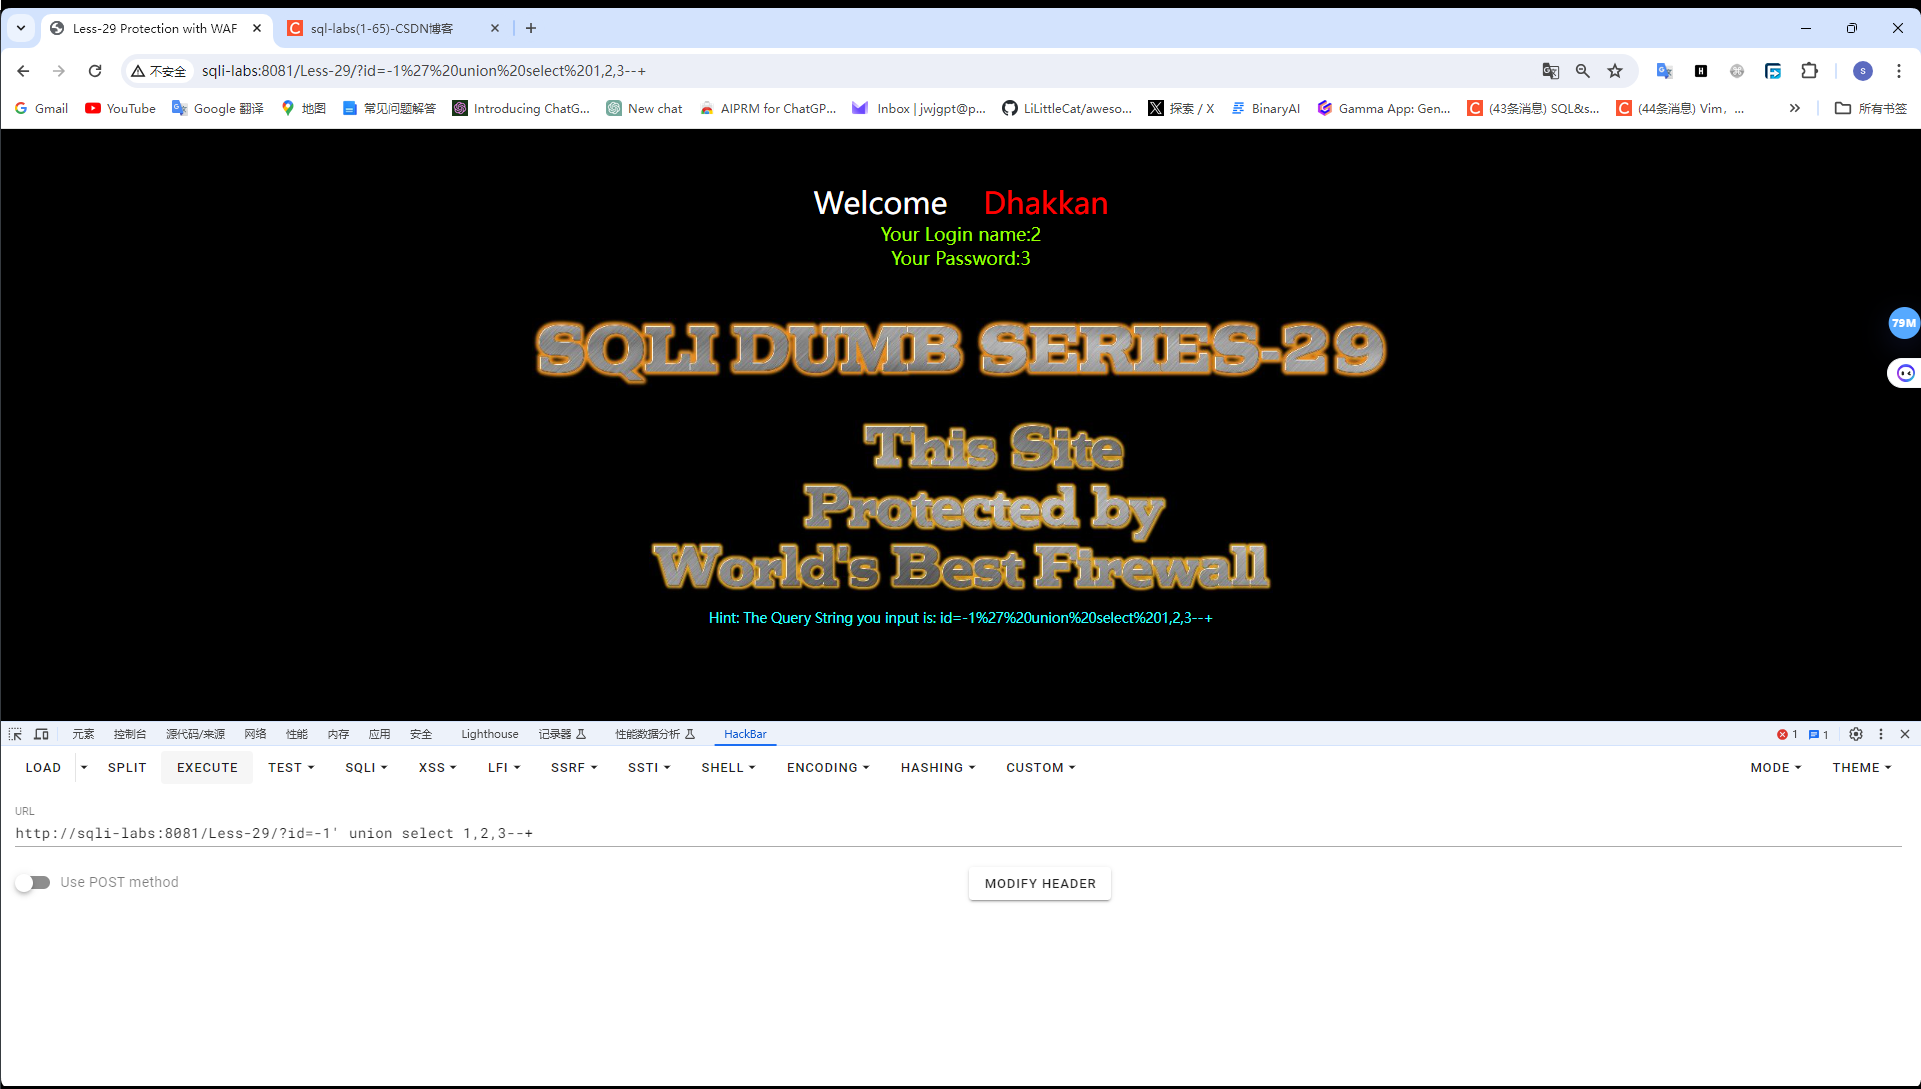 Less-29 Protection with WAF
sql-labs(1-65)-CSDN博客
不安全 sqli-labs:8081/Less-29/?id=-1%27%20union%20select%201,2,3--+
S
Gmail YouTube Google 翻译 地图 常见问题解答 Introducing ChatG... New chat AIPRM for ChatGP... Inbox | jwjgpt@p... LiLittleCat/aweso... 探索 / X BinaryAI Gamma App: Gen... (43条消息) SQL&s... (44条消息) Vim, ... 所有书签
Welcome Dhakkan
Your Login name:2
Your Password:3
79M
SQLI DUMB SERIES-29
This Site
Protected by
World's Best Firewall
Hint: The Query String you input is: id=-1%27%20union%20select%201,2,3--+
元素 控制台 源代码/来源 网络 性能 内存 应用 安全 Lighthouse 记录器 性能数据分析 HackBar 1 1
LOAD SPLIT EXECUTE TEST SQLI XSS LFI SSRF SSTI SHELL ENCODING HASHING CUSTOM MODE THEME
URL
http://sqli-labs:8081/Less-29/?id=-1' union select 1,2,3--+
Use POST method MODIFY HEADER